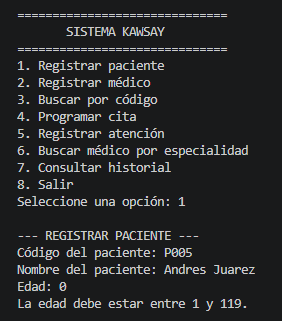 ==============================
SISTEMA KAWSAY
==============================
1. Registrar paciente
2. Registrar médico
3. Buscar por código
4. Programar cita
5. Registrar atención
6. Buscar médico por especialidad
7. Consultar historial
8. Salir
Seleccione una opción: 1

--- REGISTRAR PACIENTE ---
Código del paciente: P005
Nombre del paciente: Andres Juarez
Edad: 0
La edad debe estar entre 1 y 119.